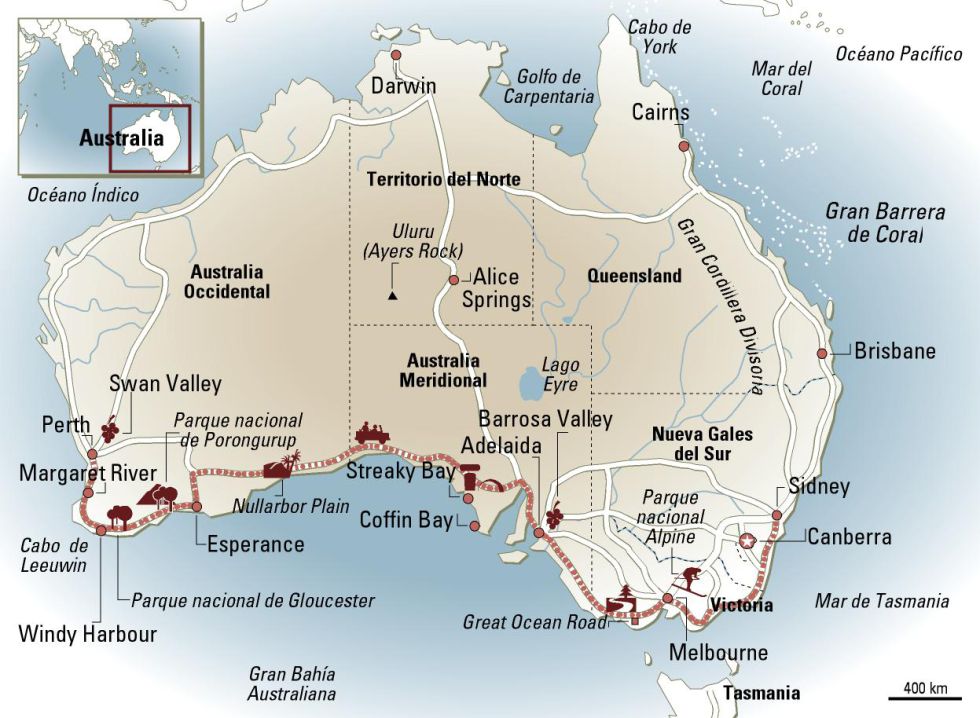 Cabo de
York
Océano Pacífico
Mar del
Coral
Golfo de
Carpentaria
Darwin
Cairns
Australia
Océano Índico
Territorio del Norte
Gran Barrera
de Coral
Uluru
(Ayers Rock)
Australia
Occidental
Alice
Springs
Queensland
Gran Cordillera Divisoria
Brisbane
Australia
Meridional
Lago
Eyre
Swan Valley
Parque nacional
de Porongurup
Perth
Barrosa Valley
Adelaida
Nueva Gales
del Sur
Margaret River
Streaky Bay
Sidney
Nullarbor Plain
Parque
nacional
Alpine
Coffin Bay
Canberra
Cabo de
Leeuwin
Esperance
Parque nacional de Gloucester
Victoria
Mar de Tasmania
Great Ocean Road
Windy Harbour
Melbourne
Gran Bahía
Australiana
Tasmania
400 km